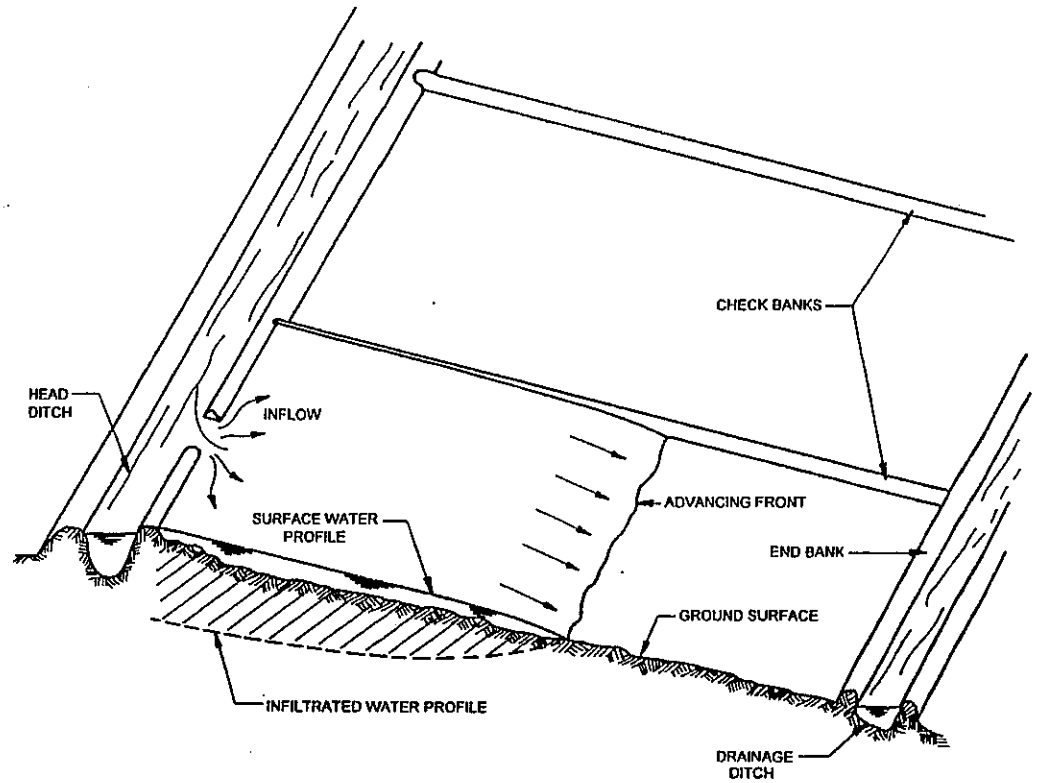 CHECK BANKS
HEAD
DITCH
INFLOW
ADVANCING FRONT
SURFACE WATER
PROFILE
END BANK
GROUND SURFACE
INFILTRATED WATER PROFILE
DRAINAGE
DITCH